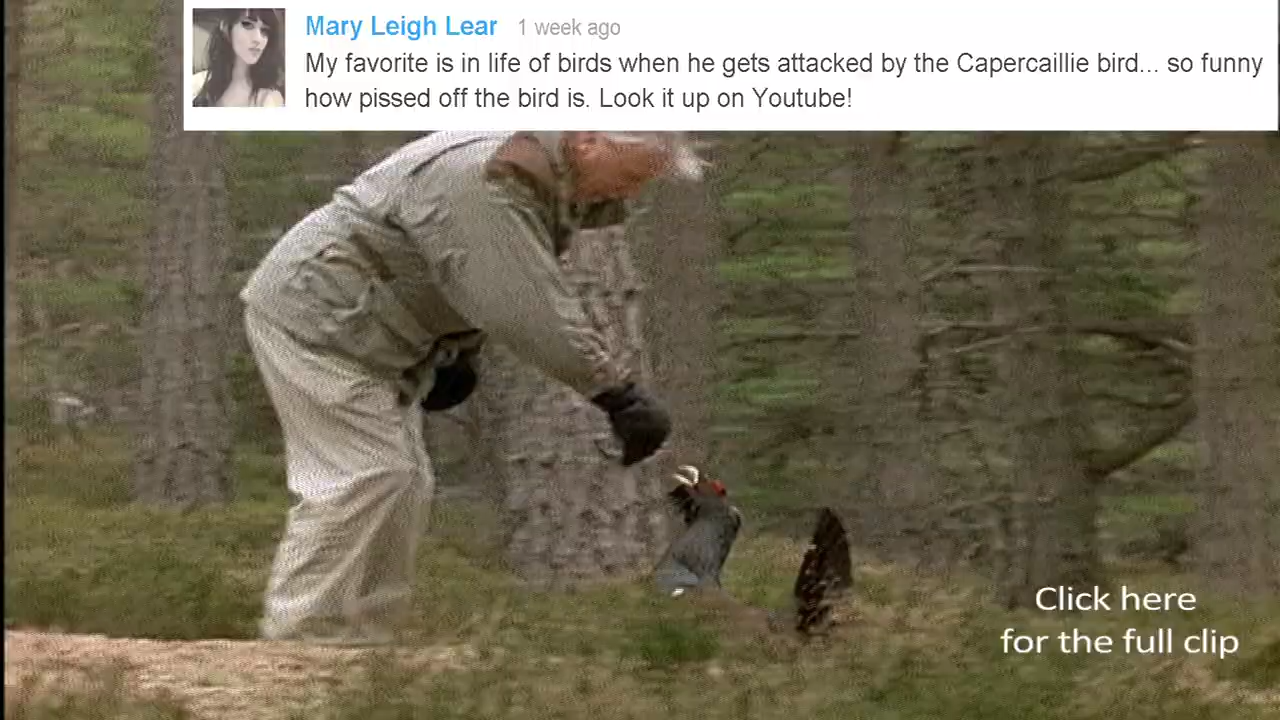 Mary Leigh Lear 1 week ago
My favorite is in life of birds when he gets attacked by the Capercaillie bird... so funny
how pissed off the bird is. Look it up on Youtube!
Click here
for the full clip